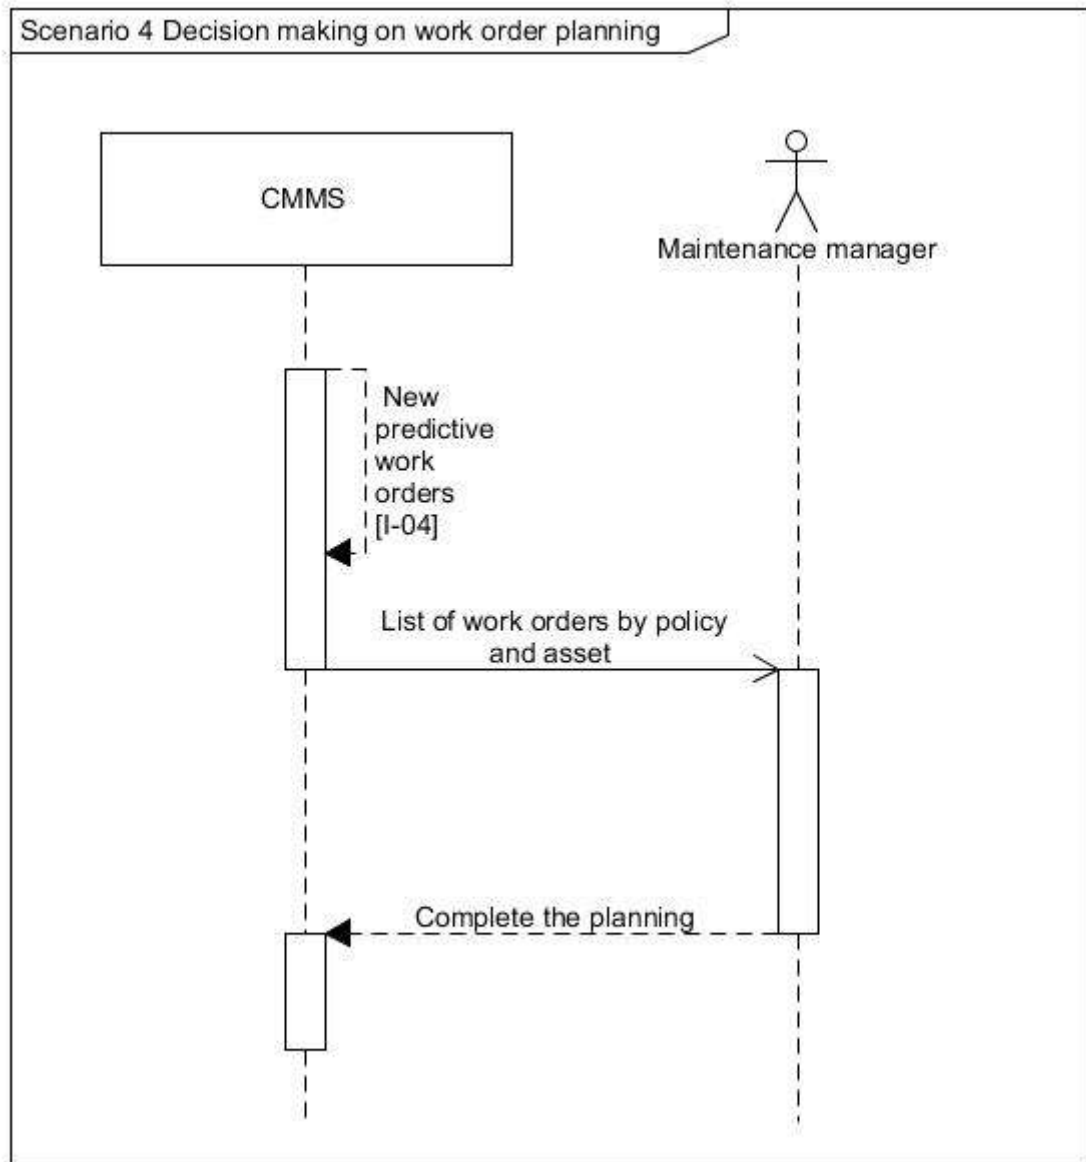 Scenario 4 Decision making on work order planning
CMMS
Maintenance manager
New
predictive
work
orders
[I-04]
List of work orders by policy
and asset
Complete the planning